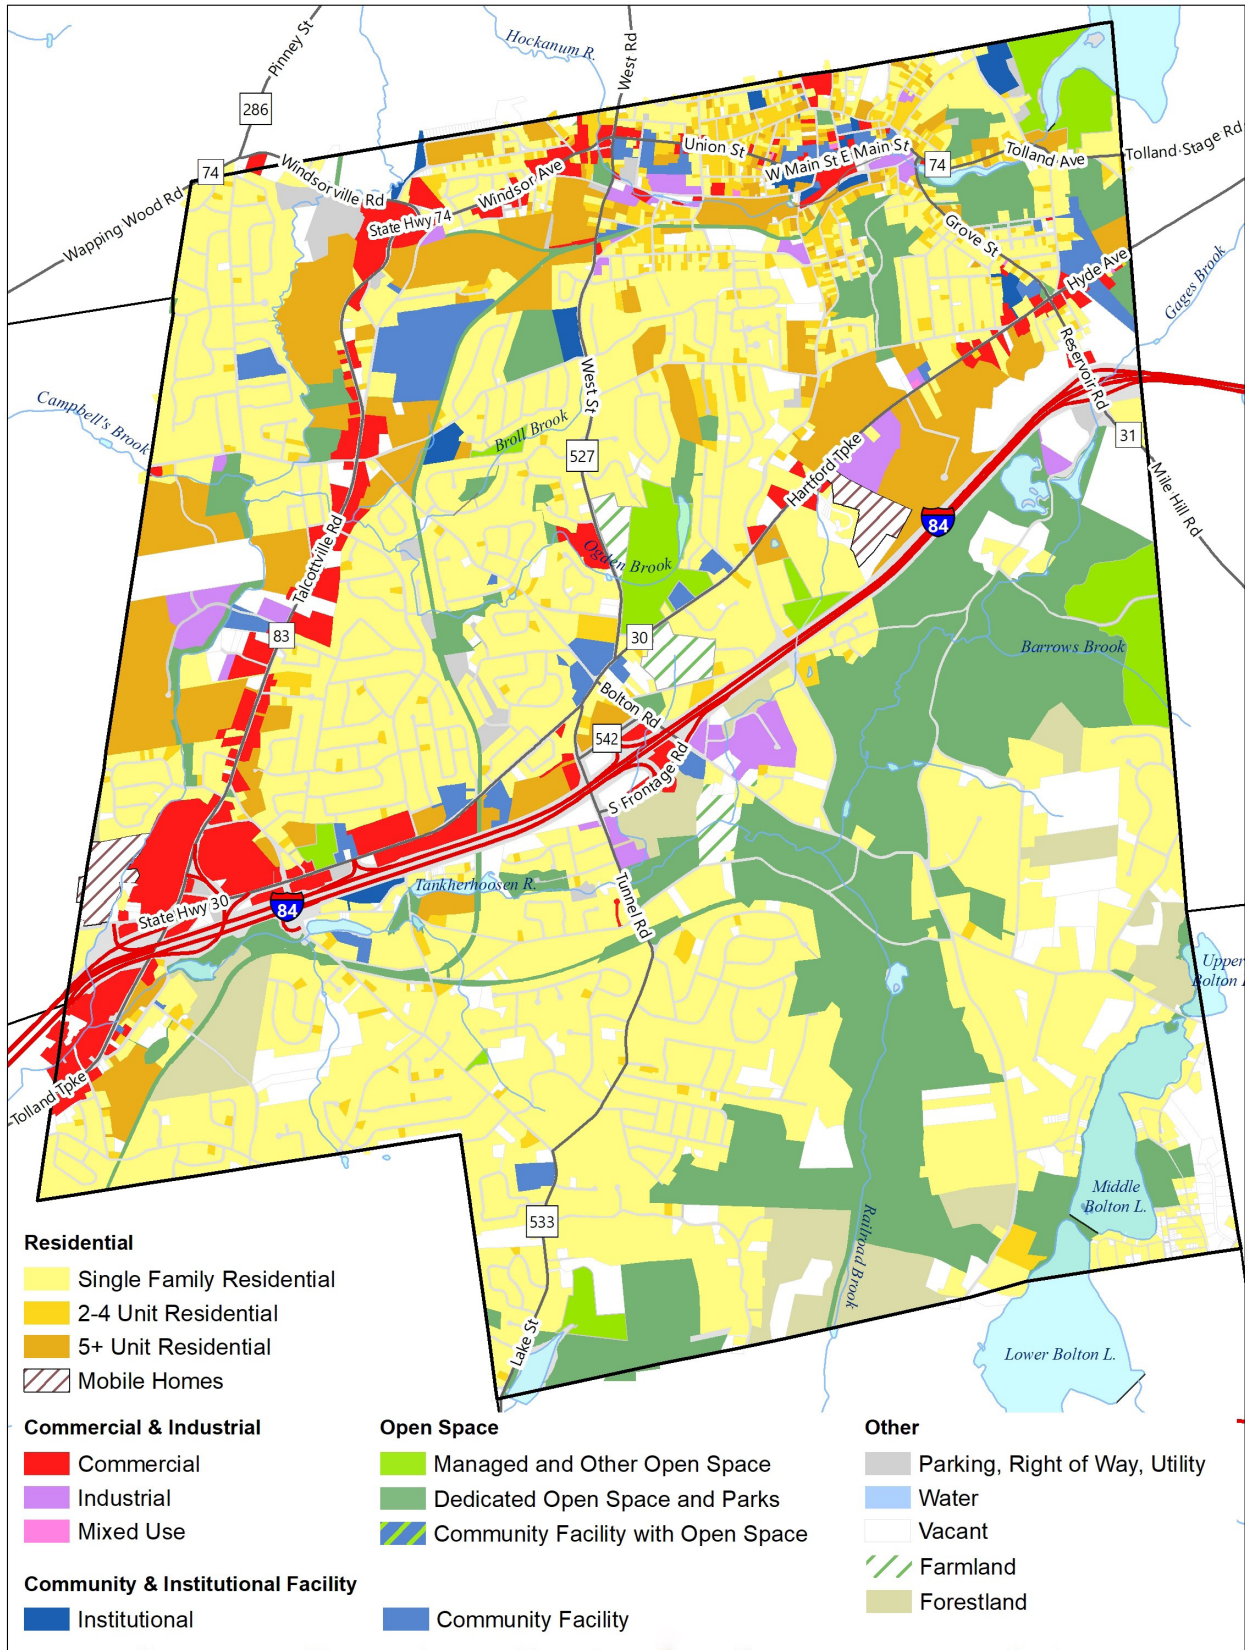 Pinney St
Hockanum R.
West Rd
286
74
Windsorville Rd
Wapping Wood Rd
State Hwy 74
Windsor Ave
Union St
W Main St
E Main St
74
Tolland Ave
Tolland Stage Rd
Grove St
Hyde Ave
Gages Brook
Reservoir Rd
Campbell's Brook
West St
Broll Brook
527
31
Hartford Tpke
Mile Hill Rd
84
Talcottville Rd
Ogden Brook
83
30
Barrows Brook
Bolton Rd
542
S Frontage Rd
Tankherhoosen R.
Tunnel Rd
State Hwy 30
84
Upper
Bolton
Tolland Tpke
Middle
Bolton L.
533
Railroad Brook
Lake St
Lower Bolton L.
Residential
Single Family Residential
2-4 Unit Residential
5+ Unit Residential
Mobile Homes
Commercial & Industrial
Commercial
Industrial
Mixed Use
Community & Institutional Facility
Institutional
Community Facility
Open Space
Managed and Other Open Space
Dedicated Open Space and Parks
Community Facility with Open Space
Other
Parking, Right of Way, Utility
Water
Vacant
Farmland
Forestland